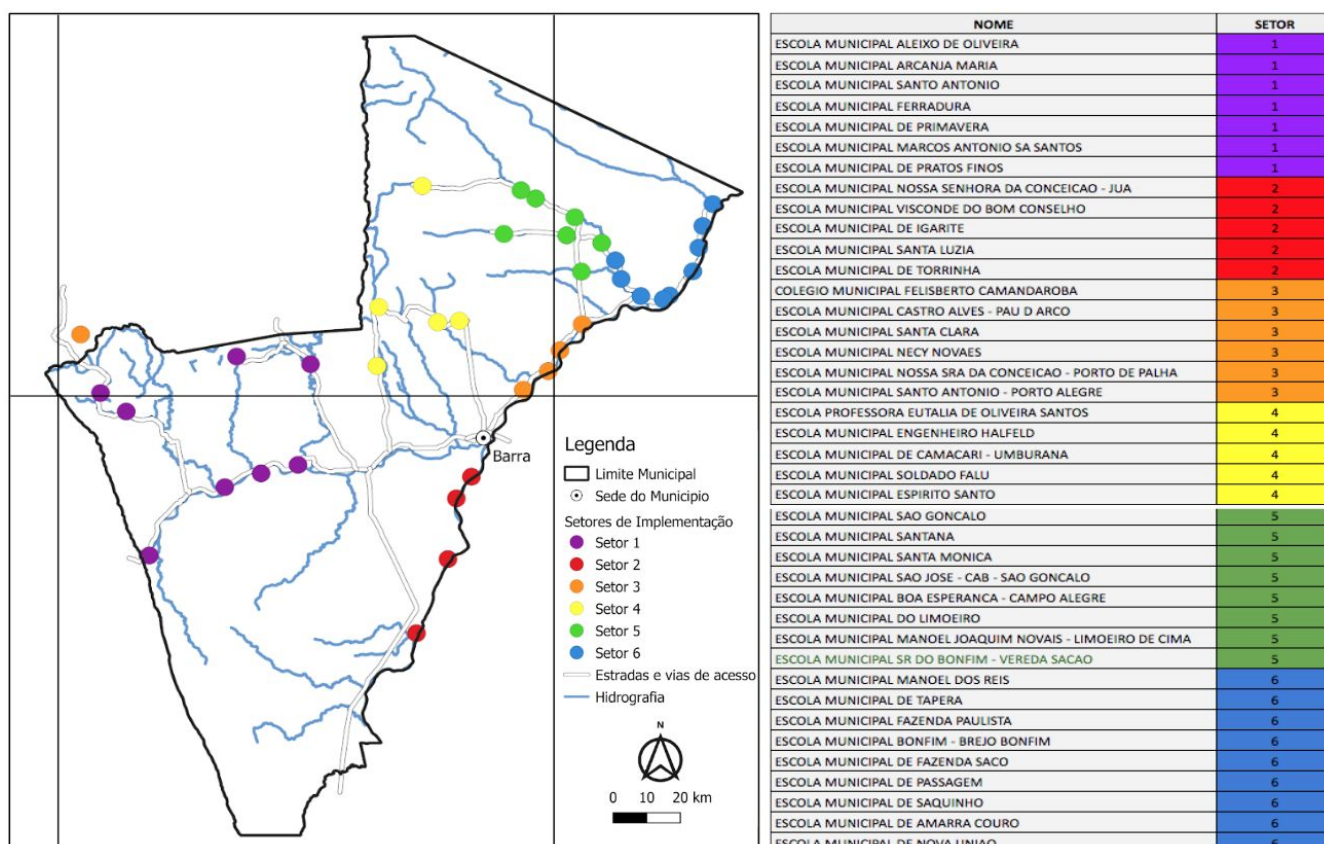 Barra
Legenda
Limite Municipal
Sede do Municipio
Setores de Implementação
Setor 1
Setor 2
Setor 3
Setor 4
Setor 5
Setor 6
Estradas e vias de acesso
Hidrografia
N
0 10 20 km
NOME SETOR
ESCOLA MUNICIPAL ALEIXO DE OLIVEIRA 1
ESCOLA MUNICIPAL ARCANJA MARIA 1
ESCOLA MUNICIPAL SANTO ANTONIO 1
ESCOLA MUNICIPAL FERRADURA 1
ESCOLA MUNICIPAL DE PRIMAVERA 1
ESCOLA MUNICIPAL MARCOS ANTONIO SA SANTOS 1
ESCOLA MUNICIPAL DE PRATOS FINOS 1
ESCOLA MUNICIPAL NOSSA SENHORA DA CONCEICAO - JUA 2
ESCOLA MUNICIPAL VISCONDE DO BOM CONSELHO 2
ESCOLA MUNICIPAL DE IGARITE 2
ESCOLA MUNICIPAL SANTA LUZIA 2
ESCOLA MUNICIPAL DE TORRINHA 2
COLEGIO MUNICIPAL FELISBERTO CAMANDAROBA 3
ESCOLA MUNICIPAL CASTRO ALVES - PAU D ARCO 3
ESCOLA MUNICIPAL SANTA CLARA 3
ESCOLA MUNICIPAL NECY NOVAES 3
ESCOLA MUNICIPAL NOSSA SRA DA CONCEICAO - PORTO DE PALHA 3
ESCOLA MUNICIPAL SANTO ANTONIO - PORTO ALEGRE 3
ESCOLA PROFESSORA EUTALIA DE OLIVEIRA SANTOS 4
ESCOLA MUNICIPAL ENGENHEIRO HALFELD 4
ESCOLA MUNICIPAL DE CAMACARI - UMBURANA 4
ESCOLA MUNICIPAL SOLDADO FALU 4
ESCOLA MUNICIPAL ESPIRITO SANTO 4
ESCOLA MUNICIPAL SAO GONCALO 5
ESCOLA MUNICIPAL SANTANA 5
ESCOLA MUNICIPAL SANTA MONICA 5
ESCOLA MUNICIPAL SAO JOSE - CAB - SAO GONCALO 5
ESCOLA MUNICIPAL BOA ESPERANCA - CAMPO ALEGRE 5
ESCOLA MUNICIPAL DO LIMOEIRO 5
ESCOLA MUNICIPAL MANOEL JOAQUIM NOVAIS - LIMOEIRO DE CIMA 5
ESCOLA MUNICIPAL SR DO BONFIM - VEREDA SACAO 5
ESCOLA MUNICIPAL MANOEL DOS REIS 6
ESCOLA MUNICIPAL DE TAPERA 6
ESCOLA MUNICIPAL FAZENDA PAULISTA 6
ESCOLA MUNICIPAL BONFIM - BREJO BONFIM 6
ESCOLA MUNICIPAL DE FAZENDA SACO 6
ESCOLA MUNICIPAL DE PASSAGEM 6
ESCOLA MUNICIPAL DE SAQUINHO 6
ESCOLA MUNICIPAL DE AMARRA COURO 6
ESCOLA MUNICIPAL DE NOVA UNIAO 6